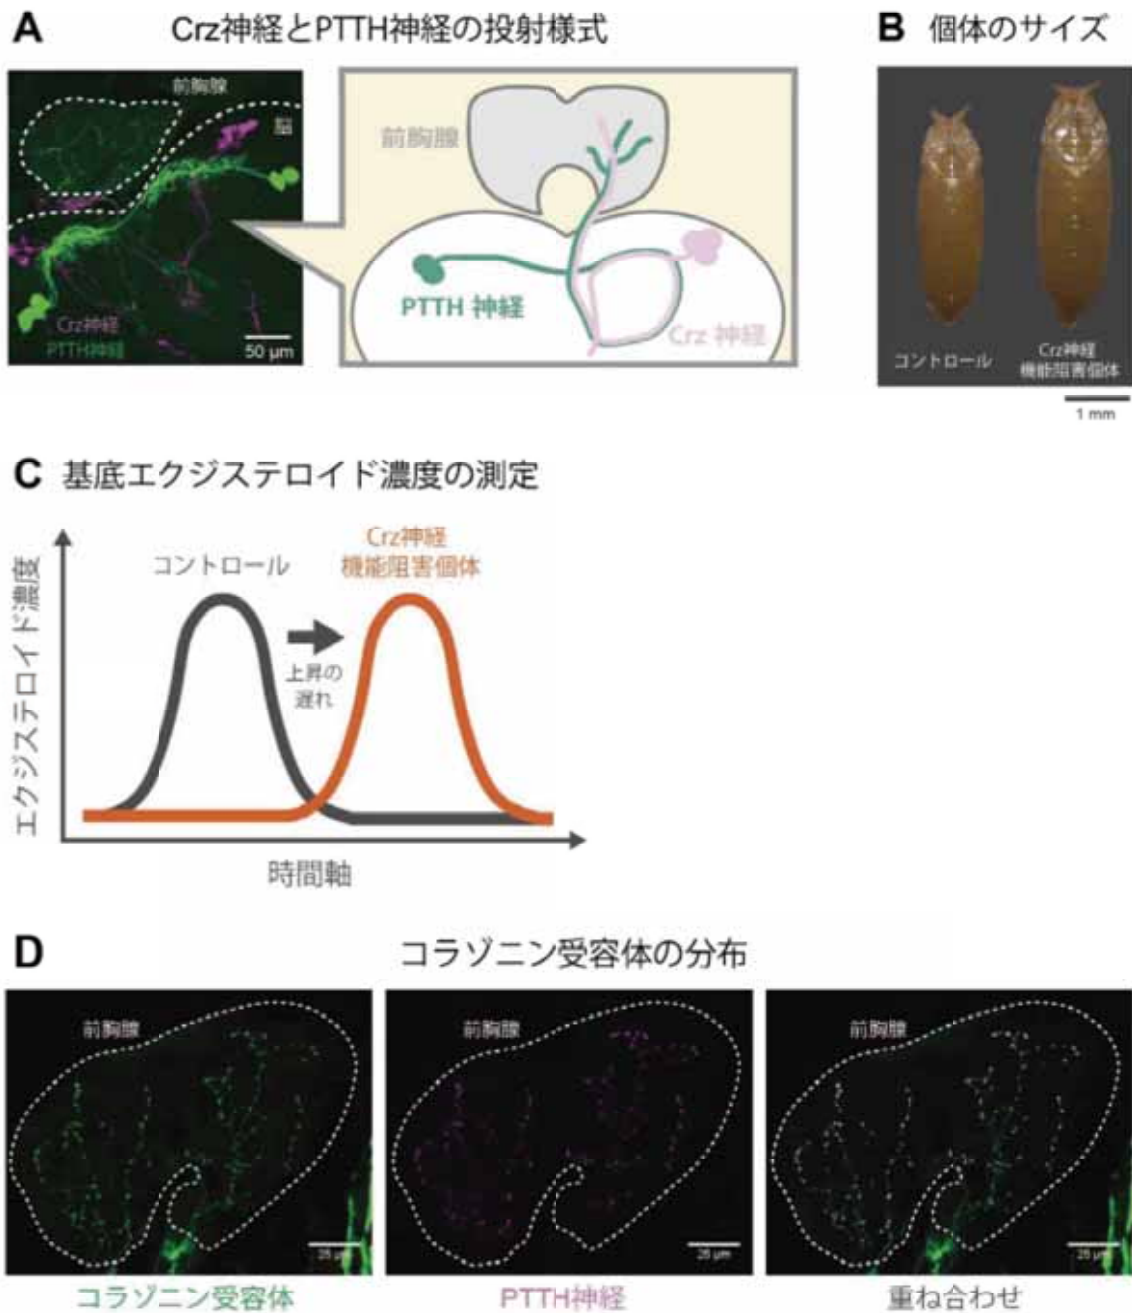 A Crz神経とPTTH神経の投射様式
前胸腺
脳
Crz神経
PTTH神経
50 μm
前胸腺
PTTH 神経
Crz 神経
B 個体のサイズ
コントロール
Crz神経
機能阻害個体
1 mm
C 基底エクジステロイド濃度の測定
エクジステロイド濃度
コントロール
Crz神経
機能阻害個体
上昇の
遅れ
時間軸
D コラゾニン受容体の分布
前胸腺
25 μm
コラゾニン受容体
前胸腺
25 μm
PTTH神経
前胸腺
25 μm
重ね合わせ